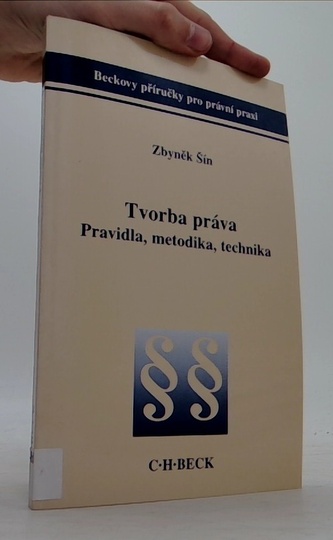 Beckovy příručky pro právní praxi
Zbyněk Šín
Tvorba práva
Pravidla, metodika, technika
§§
C·H·BECK